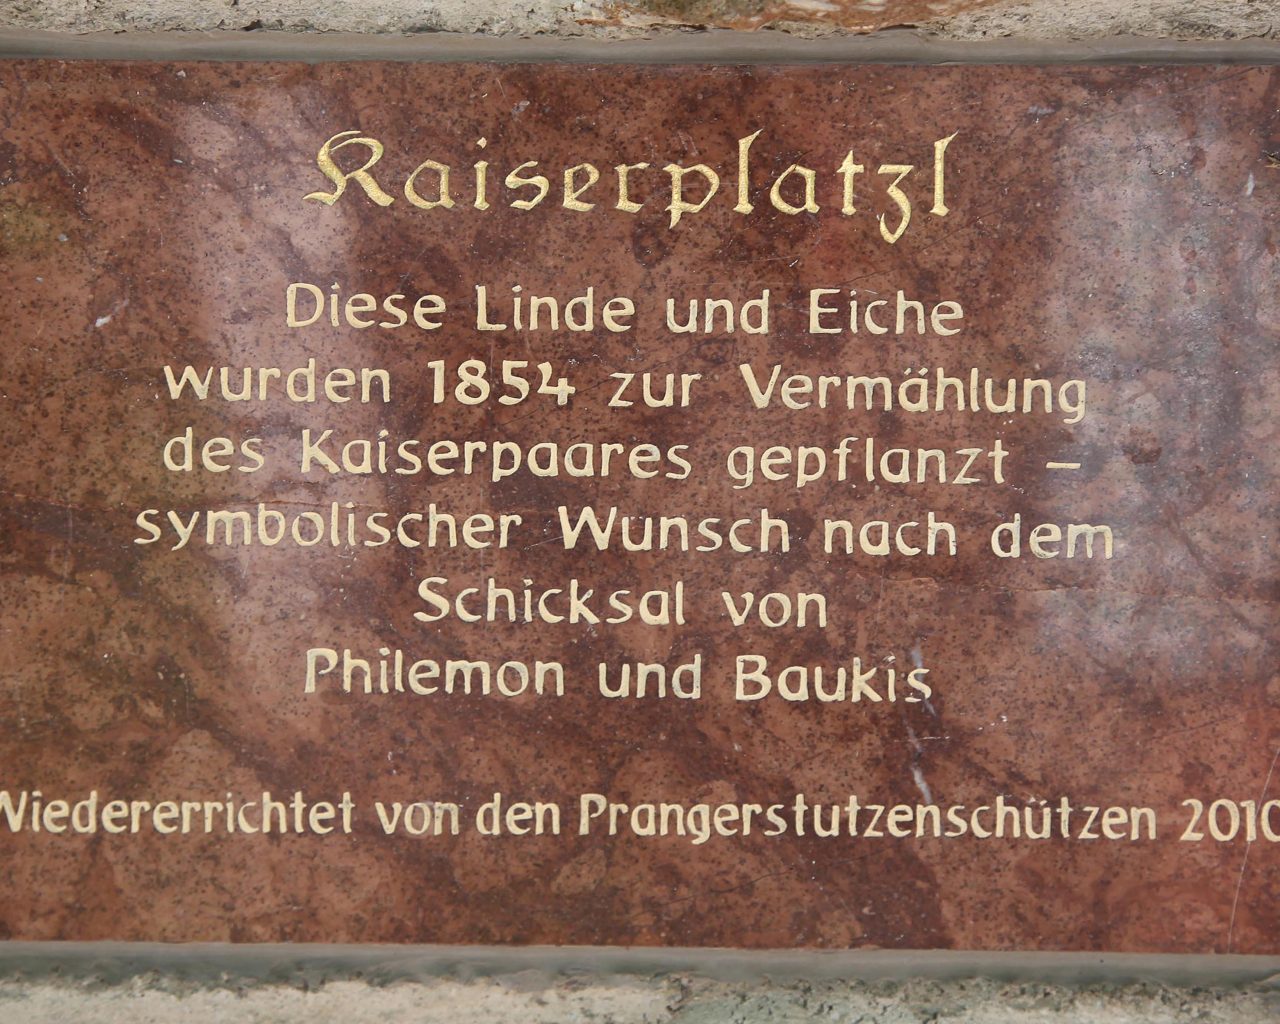 Kaiserplatzl
Diese Linde und Eiche
wurden 1854 zur Vermählung
des Kaiserpaares gepflanzt –
symbolischer Wunsch nach dem
Schicksal von
Philemon und Baukis
Wiedererrichtet von den Prangerstutzenschützen 2010